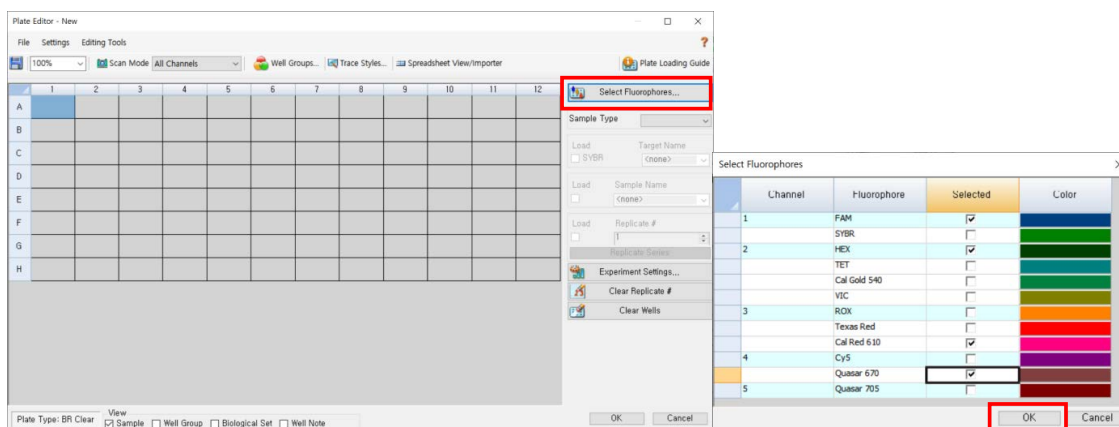 Plate Editor - New
File Settings Editing Tools
100% Scan Mode All Channels Well Groups... Trace Styles... Spreadsheet View/Importer Plate Loading Guide
1 2 3 4 5 6 7 8 9 10 11 12
A
B
C
D
E
F
G
H
Select Fluorophores...
Sample Type
Load Target Name
SYBR <none>
Load Sample Name
<none>
Load Replicate #
1
Replicate Series
Experiment Settings...
Clear Replicate #
Clear Wells
Plate Type: BR Clear
View
Sample Well Group Biological Set Well Note
OK Cancel
Select Fluorophores
Channel Fluorophore Selected Color
1 FAM
SYBR
2 HEX
TET
Cal Gold 540
VIC
3 ROX
Texas Red
Cal Red 610
4 Cy5
Quasar 670
5 Quasar 705
OK Cancel